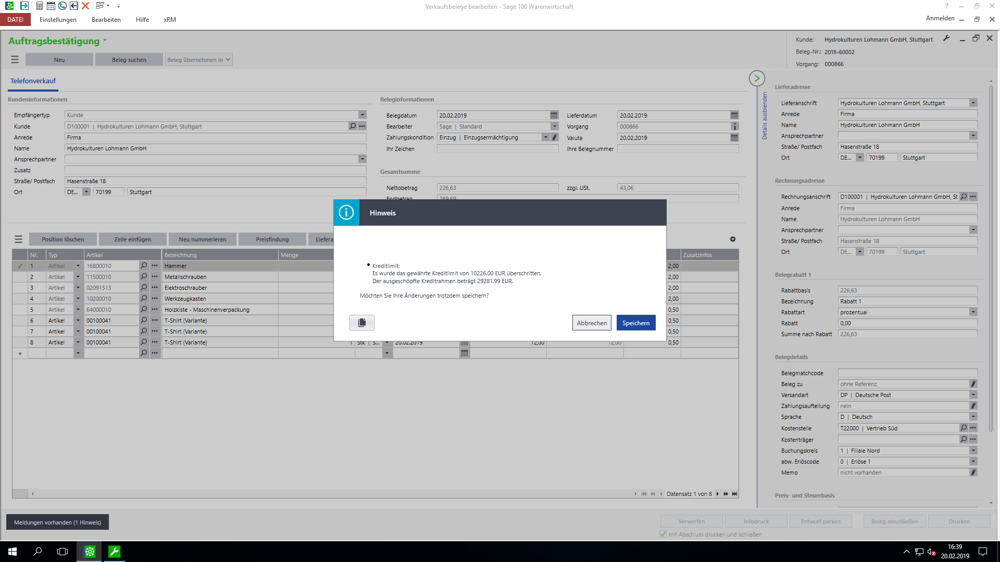 Verkaufsbelege bearbeiten - Sage 100 Warenwirtschaft
DATEI Einstellungen Bearbeiten Hilfe xRM Anmelden
Auftragsbestätigung
Neu Beleg suchen Beleg übernehmen in
Kunde: Hydrokulturen Lohmann GmbH, Stuttgart
Beleg-Nr.: 2019-60002
Vorgang: 000866
Telefonverkauf
Kundeninformationen
Empfängertyp Kunde
Kunde D100001 | Hydrokulturen Lohmann GmbH, Stuttgart
Anrede Firma
Name Hydrokulturen Lohmann GmbH
Ansprechpartner
Zusatz
Straße/ Postfach Hasenstraße 18
Ort DE... 70199 Stuttgart
Beleginformationen
Belegdatum 20.02.2019 Lieferdatum 20.02.2019
Bearbeiter Sage | Standard Vorgang 000866
Zahlungskondition Einzug | Einzugsermächtigung Valuta 20.02.2019
Ihr Zeichen Ihre Belegnummer
Gesamtsumme
Nettobetrag 226,63 zzgl. USt. 43,06
Endbetrag 269,69
Hinweis
Kreditlimit:
Es wurde das gewährte Kreditlimit von 10226.00 EUR überschritten.
Der ausgeschöpfte Kreditrahmen beträgt 29281.99 EUR.
Möchten Sie Ihre Änderungen trotzdem speichern?
Abbrechen Speichern
Position löschen Zeile einfügen Neu nummerieren Preisfindung Liefera
Nr. Typ Artikel Bezeichnung Menge Zusatzinfos
1 Artikel 16800010 Hammer 2,00
2 Artikel 11500010 Metallschrauben 2,00
3 Artikel 02091513 Elektroschrauber 2,00
4 Artikel 10200010 Werkzeugkasten 2,00
5 Artikel 64000010 Holzkiste - Maschinenverpackung 0,50
6 Artikel 00100041 T-Shirt (Variante) 0,50
7 Artikel 00100041 T-Shirt (Variante) 0,50
8 Artikel 00100041 T-Shirt (Variante) 1 Stk | S... 20.02.2019 12,00 12,00 0,50
Datensatz 1 von 8
Details ausblenden
Lieferadresse
Lieferanschrift Hydrokulturen Lohmann GmbH, Stuttgart
Anrede Firma
Name Hydrokulturen Lohmann GmbH
Ansprechpartner
Straße/ Postfach Hasenstraße 18
Ort DE... 70199 Stuttgart
Rechnungsadresse
Rechnungsanschrift D100001 | Hydrokulturen Lohmann GmbH, St
Anrede Firma
Name Hydrokulturen Lohmann GmbH
Ansprechpartner
Straße/ Postfach Hasenstraße 18
Ort DE... 70199 Stuttgart
Belegrabatt 1
Rabattbasis 226,63
Bezeichnung Rabatt 1
Rabattart prozentual
Rabatt 0,00
Summe nach Rabatt 226,63
Belegdetails
Belegmatchcode
Beleg zu ohne Referenz
Versandart DP | Deutsche Post
Zahlungsaufteilung nein
Sprache D | Deutsch
Kostenstelle T22000 | Vertrieb Süd
Kostenträger
Buchungskreis 1 | Filiale Nord
abw. Erlöscode 0 | Erlöse 1
Memo nicht vorhanden
Preis- und Steuerbasis
Meldungen vorhanden (1 Hinweis)
Verwerfen Infodruck Entwurf parken Beleg abschließen Drucken
mit Abschluss drucken und schließen
16:39
20.02.2019